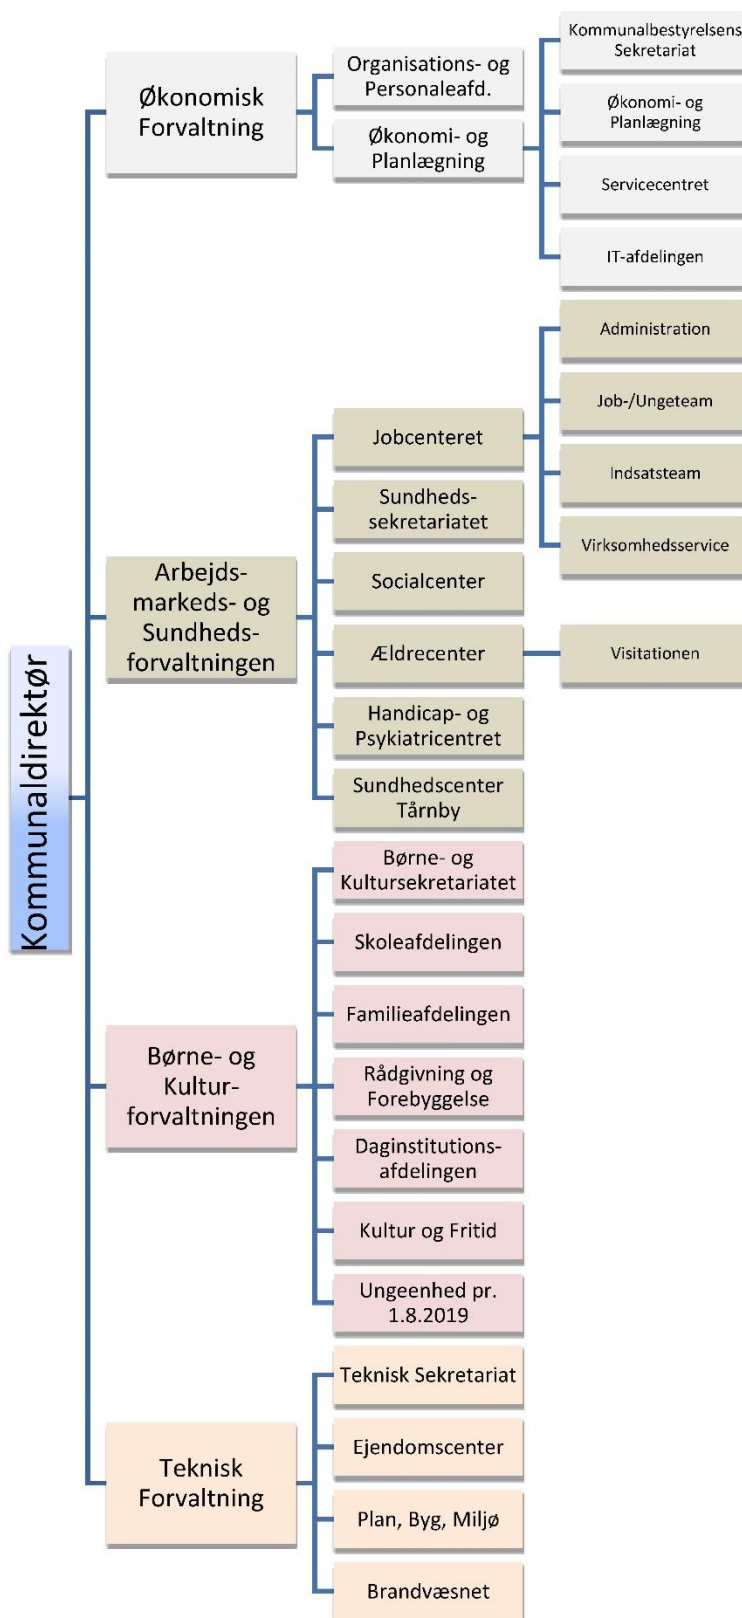 Kommunaldirektør
Økonomisk
Forvaltning
Organisations- og
Personaleafd.
Økonomi- og
Planlægning
Kommunalbestyrelsens
Sekretariat
Økonomi- og
Planlægning
Servicecentret
IT-afdelingen
Arbejds-
markeds- og
Sundheds-
forvaltningen
Jobcenteret
Administration
Job-/Ungeteam
Indsatsteam
Virksomhedsservice
Sundheds-
sekretariatet
Socialcenter
Ældrecenter
Visitationen
Handicap- og
Psykiatricentret
Sundhedscenter
Tårnby
Børne- og
Kultur-
forvaltningen
Børne- og
Kultursekretariatet
Skoleafdelingen
Familieafdelingen
Rådgivning og
Forebyggelse
Daginstitutions-
afdelingen
Kultur og Fritid
Ungeenhed pr.
1.8.2019
Teknisk
Forvaltning
Teknisk Sekretariat
Ejendomscenter
Plan, Byg, Miljø
Brandvæsnet